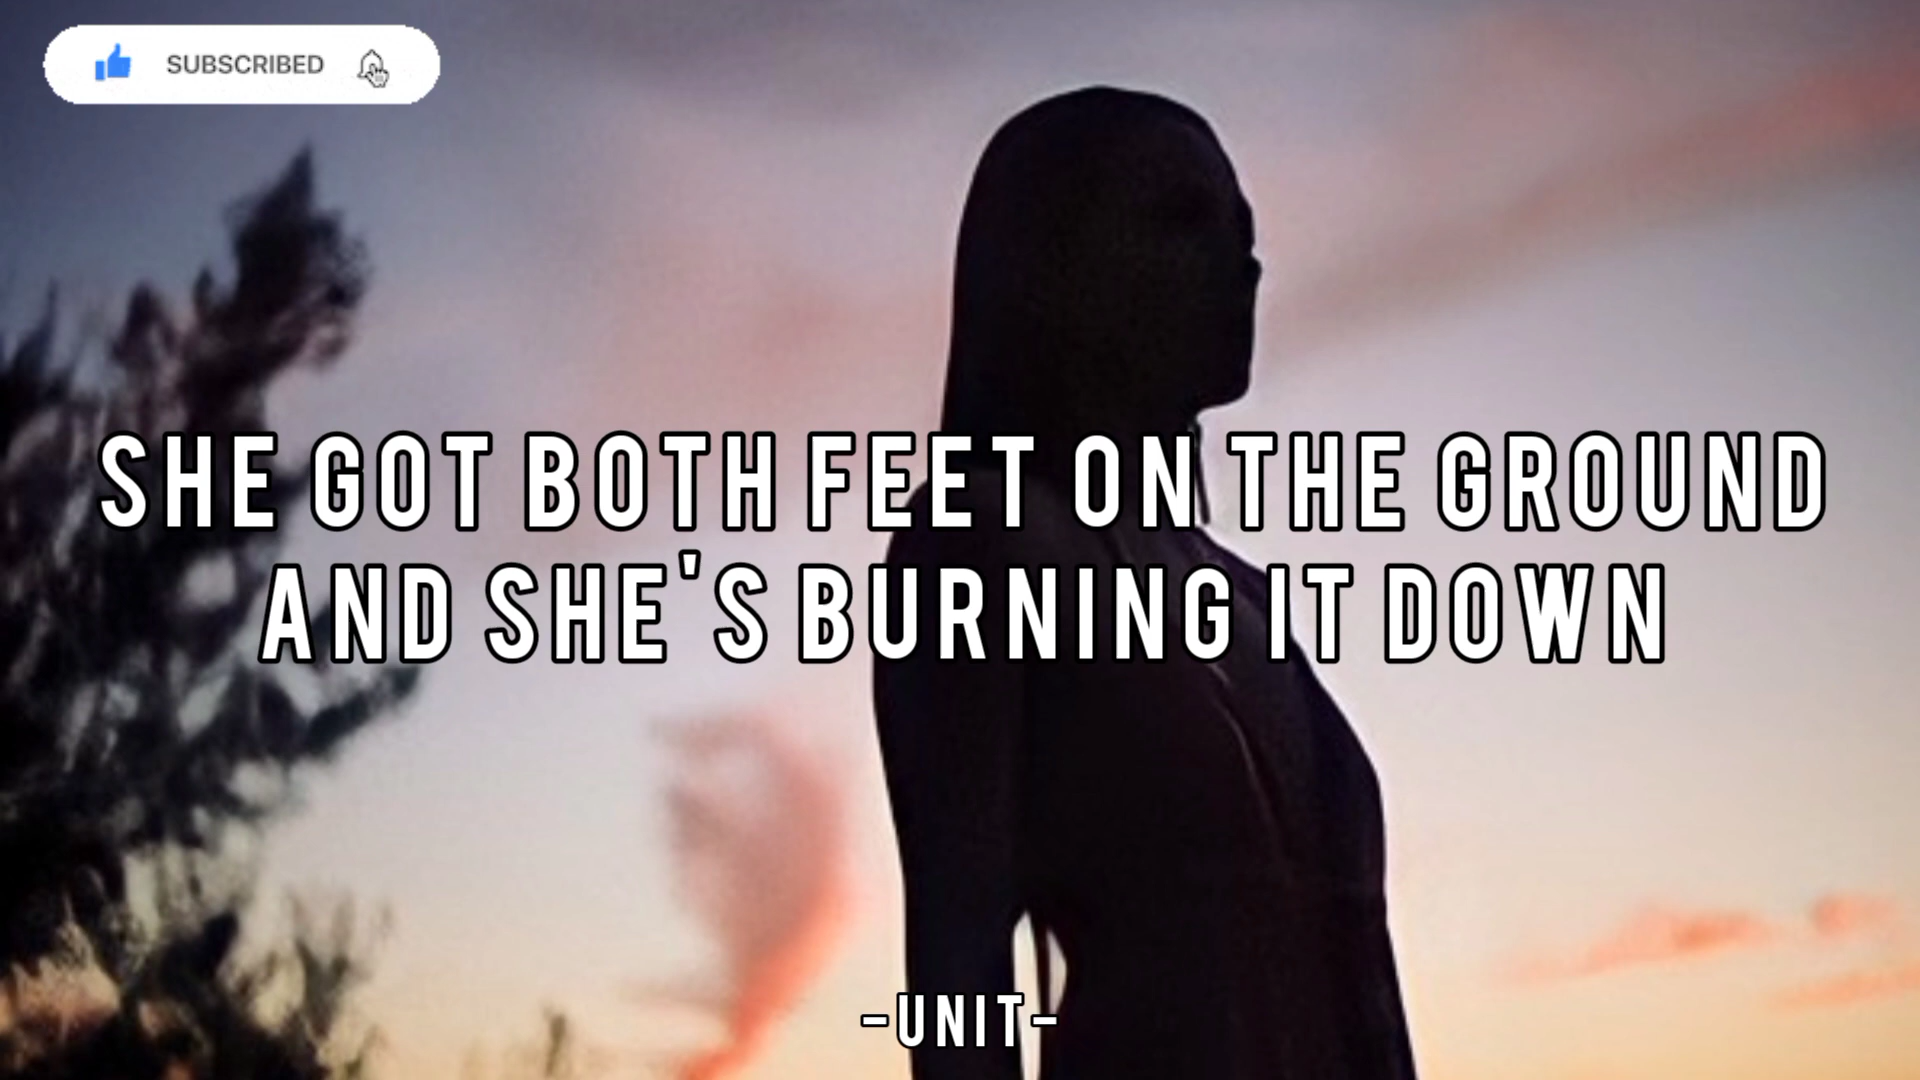 SUBSCRIBED
SHE GOT BOTH FEET ON THE GROUND
AND SHE'S BURNING IT DOWN
-UNIT-